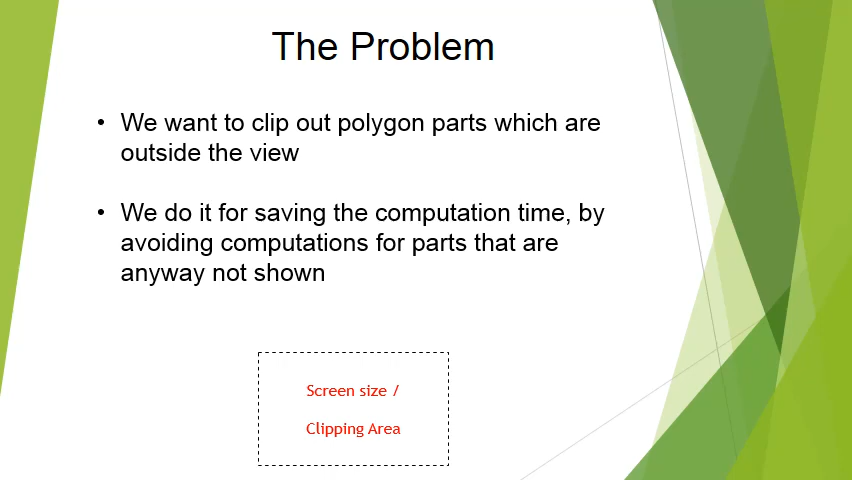 The Problem
• We want to clip out polygon parts which are
outside the view
• We do it for saving the computation time, by
avoiding computations for parts that are
anyway not shown
Screen size /
Clipping Area